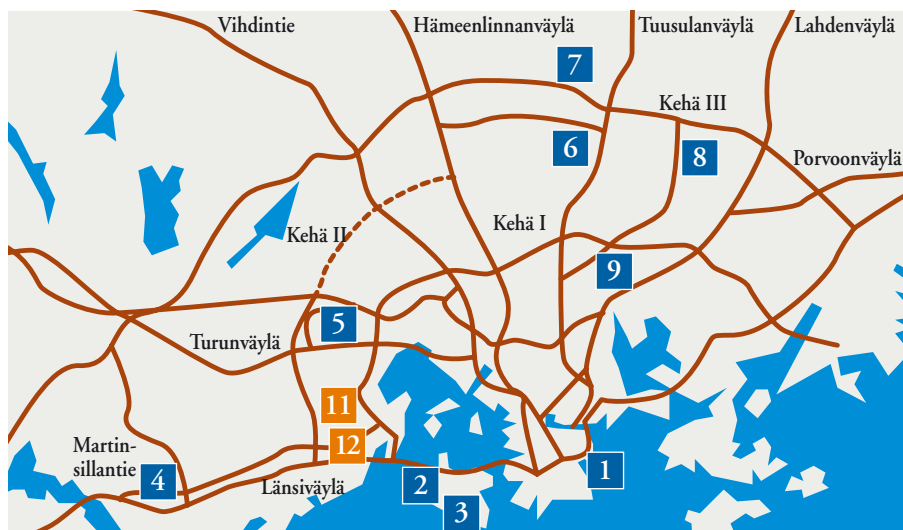 Vihdintie
Hämeenlinnanväylä
Tuusulanväylä
Lahdenväylä
7
Kehä III
6
8
Porvoonväylä
Kehä II
Kehä I
9
5
Turunväylä
11
12
Martin-
sillantie
4
Länsiväylä
2
1
3